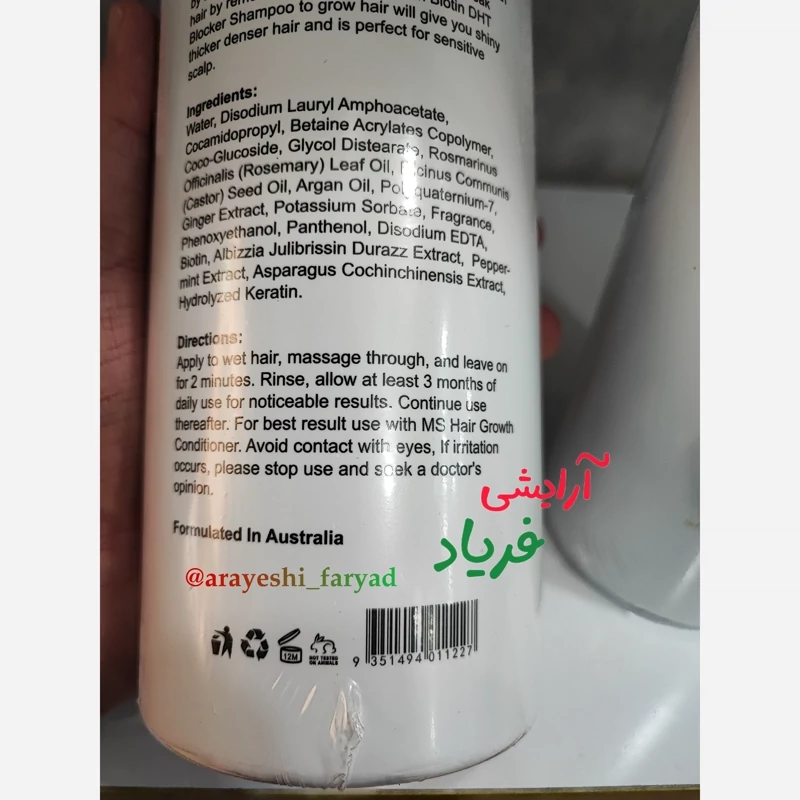 hair by
Biotin DHT
Blocker Shampoo to grow hair will give you shiny
thicker denser hair and is perfect for sensitive
scalp.
Ingredients:
Water, Disodium Lauryl Amphoacetate,
Cocamidopropyl, Betaine Acrylates Copolymer,
Coco-Glucoside, Glycol Distearate, Rosmarinus
Officinalis (Rosemary) Leaf Oil, Ricinus Communis
(Castor) Seed Oil, Argan Oil, Polyquaternium-7,
Ginger Extract, Potassium Sorbate, Fragrance,
Phenoxyethanol, Panthenol, Disodium EDTA,
Biotin, Albizzia Julibrissin Durazz Extract, Pepper-
mint Extract, Asparagus Cochinchinensis Extract,
Hydrolyzed Keratin.
Directions:
Apply to wet hair, massage through, and leave on
for 2 minutes. Rinse, allow at least 3 months of
daily use for noticeable results. Continue use
thereafter. For best result use with MS Hair Growth
Conditioner. Avoid contact with eyes, If irritation
occurs, please stop use and seek a doctor's
opinion.
آرایشی
فریاد
Formulated In Australia
@arayeshi_faryad
12M
NOT TESTED
ON ANIMALS
9 351494 011227